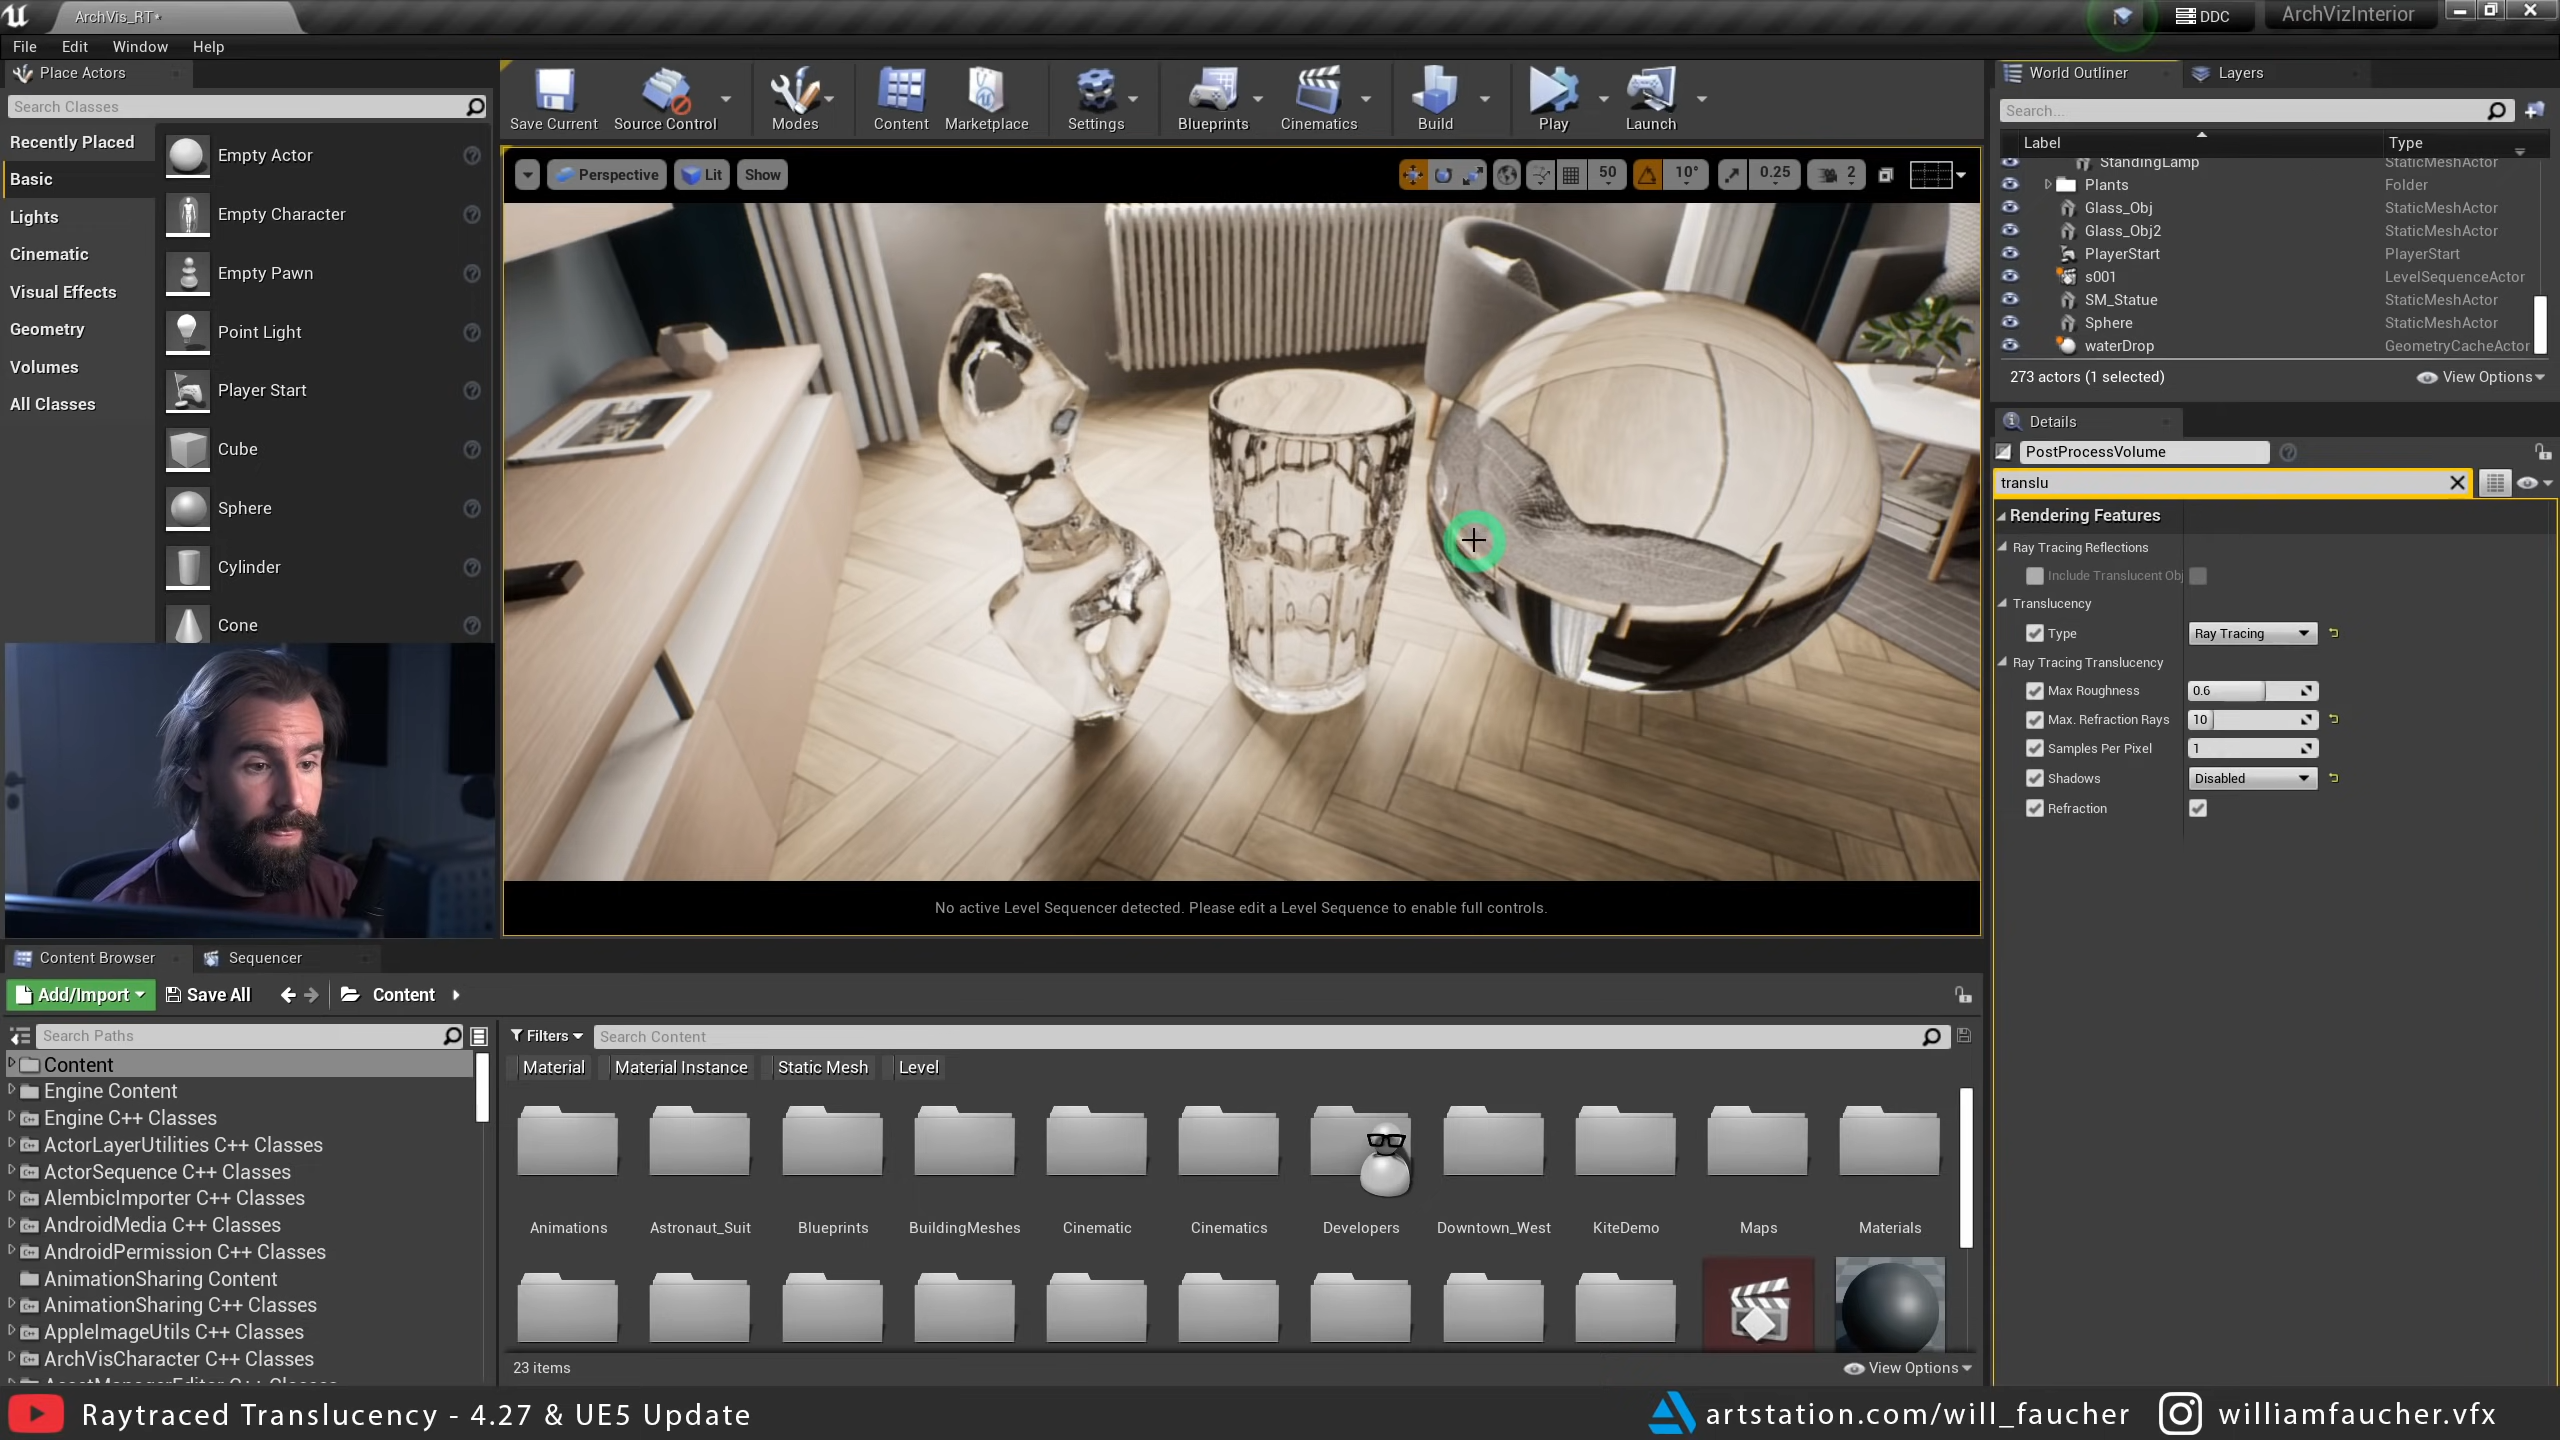 ArchVis_RT*
DDC
ArchVizInterior
File Edit Window Help
Place Actors
Search Classes
Recently Placed
Basic
Lights
Cinematic
Visual Effects
Geometry
Volumes
All Classes
Empty Actor
Empty Character
Empty Pawn
Point Light
Player Start
Cube
Sphere
Cylinder
Cone
Save Current
Source Control
Modes
Content
Marketplace
Settings
Blueprints
Cinematics
Build
Play
Launch
Perspective
Lit
Show
50
10°
0.25
2
No active Level Sequencer detected. Please edit a Level Sequence to enable full controls.
World Outliner
Layers
Search...
Label Type
StandingLamp StaticMeshActor
Plants Folder
Glass_Obj StaticMeshActor
Glass_Obj2 StaticMeshActor
PlayerStart PlayerStart
s001 LevelSequenceActor
SM_Statue StaticMeshActor
Sphere StaticMeshActor
waterDrop GeometryCacheActor
273 actors (1 selected)
View Options
Details
PostProcessVolume
translu
Rendering Features
Ray Tracing Reflections
Include Translucent Obj
Translucency
Type Ray Tracing
Ray Tracing Translucency
Max Roughness 0.6
Max. Refraction Rays 10
Samples Per Pixel 1
Shadows Disabled
Refraction
Content Browser
Sequencer
Add/Import
Save All
Content
Search Paths
Content
Engine Content
Engine C++ Classes
ActorLayerUtilities C++ Classes
ActorSequence C++ Classes
AlembicImporter C++ Classes
AndroidMedia C++ Classes
AndroidPermission C++ Classes
AnimationSharing Content
AnimationSharing C++ Classes
AppleImageUtils C++ Classes
ArchVisCharacter C++ Classes
Filters
Search Content
Material
Material Instance
Static Mesh
Level
Animations
Astronaut_Suit
Blueprints
BuildingMeshes
Cinematic
Cinematics
Developers
Downtown_West
KiteDemo
Maps
Materials
23 items
View Options
Raytraced Translucency - 4.27 & UE5 Update
artstation.com/will_faucher
williamfaucher.vfx